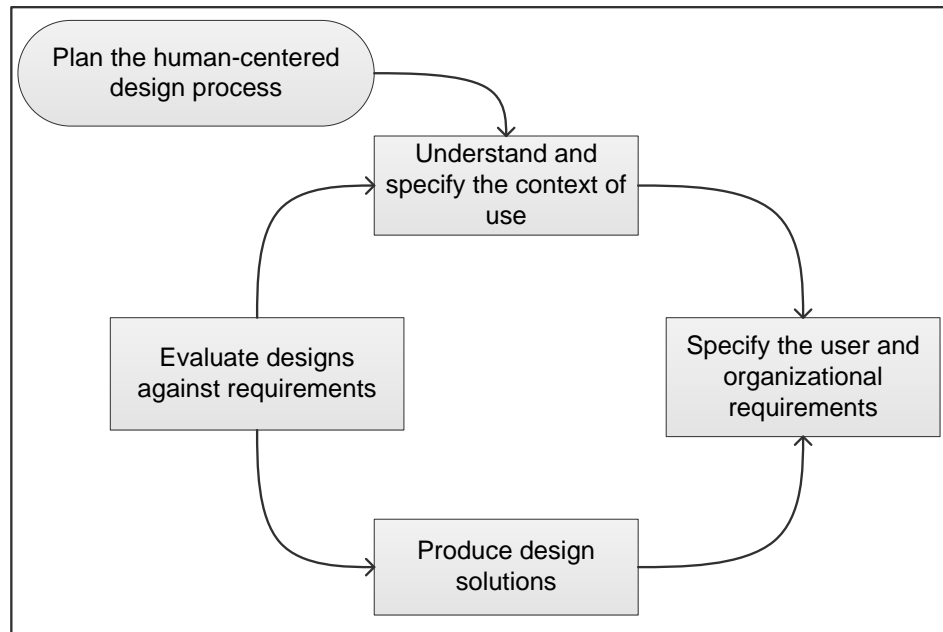 Plan the human-centered
design process
Understand and
specify the context of
use
Evaluate designs
against requirements
Specify the user and
organizational
requirements
Produce design
solutions